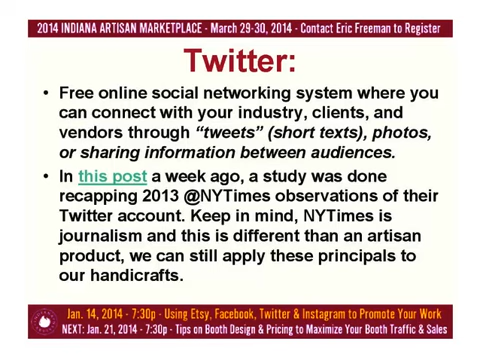 2014 INDIANA ARTISAN MARKETPLACE - March 29-30, 2014 - Contact Eric Freeman to Register
Twitter:
• Free online social networking system where you
can connect with your industry, clients, and
vendors through “tweets” (short texts), photos,
or sharing information between audiences.
• In this post a week ago, a study was done
recapping 2013 @NYTimes observations of their
Twitter account. Keep in mind, NYTimes is
journalism and this is different than an artisan
product, we can still apply these principals to
our handicrafts.
Jan. 14, 2014 - 7:30p - Using Etsy, Facebook, Twitter & Instagram to Promote Your Work
NEXT: Jan. 21, 2014 - 7:30p - Tips on Booth Design & Pricing to Maximize Your Booth Traffic & Sales